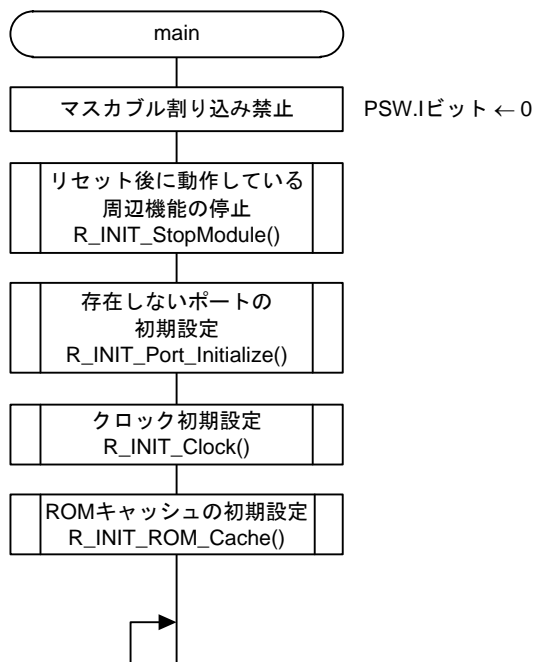 main
マスカブル割り込み禁止 PSW.Iビット ← 0
リセット後に動作している
周辺機能の停止
R_INIT_StopModule()
存在しないポートの
初期設定
R_INIT_Port_Initialize()
クロック初期設定
R_INIT_Clock()
ROMキャッシュの初期設定
R_INIT_ROM_Cache()